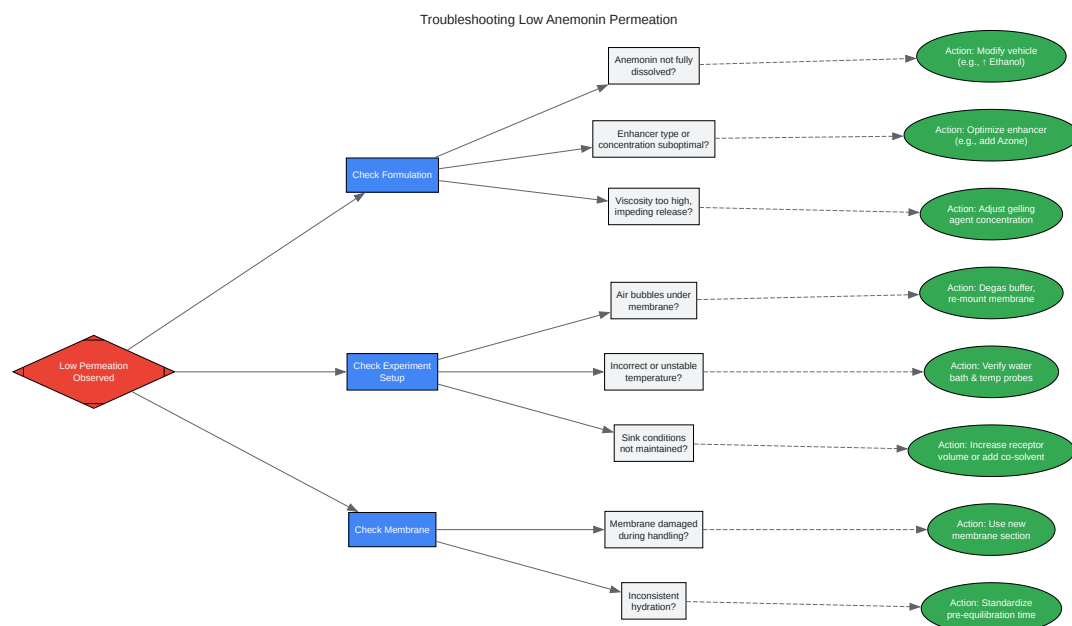 Troubleshooting Low Anemonin Permeation
Low Permeation
Observed
Check Formulation
Anemonin not fully
dissolved?
Action: Modify vehicle
(e.g., ↑ Ethanol)
Enhancer type or
concentration suboptimal?
Action: Optimize enhancer
(e.g., add Azone)
Viscosity too high,
impeding release?
Action: Adjust gelling
agent concentration
Check Experiment
Setup
Air bubbles under
membrane?
Action: Degas buffer,
re-mount membrane
Incorrect or unstable
temperature?
Action: Verify water
bath & temp probes
Sink conditions
not maintained?
Action: Increase receptor
volume or add co-solvent
Check Membrane
Membrane damaged
during handling?
Action: Use new
membrane section
Inconsistent
hydration?
Action: Standardize
pre-equilibration time